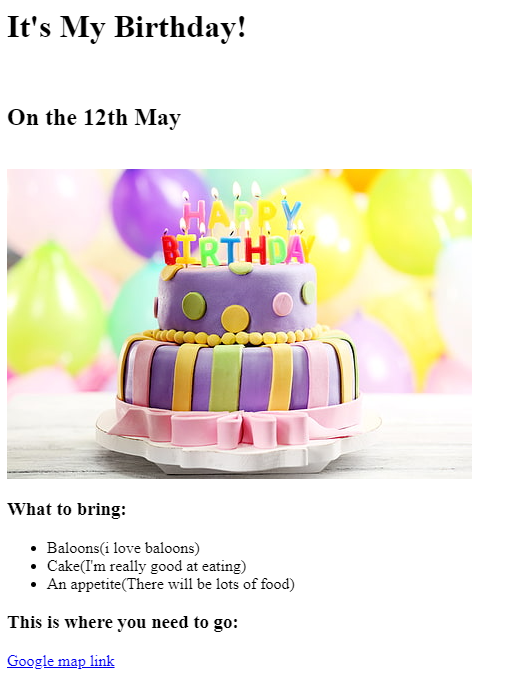 It's My Birthday!
On the 12th May
HAPPY
BIRTHDAY
What to bring:
Baloons(i love baloons)
Cake(I'm really good at eating)
An appetite(There will be lots of food)
This is where you need to go:
Google map link